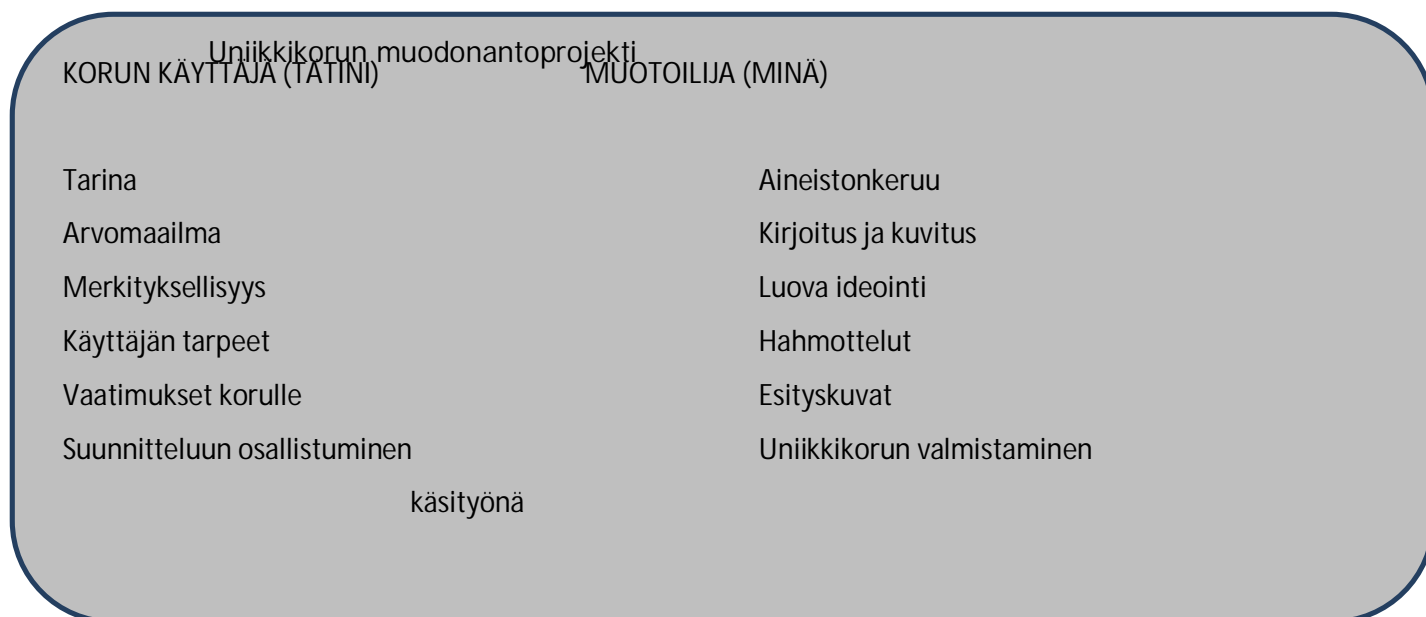 Uniikkikorun muodonantoprojekti
KORUN KÄYTTÄJÄ (TÄTINI) MUOTOILIJA (MINÄ)
Tarina Aineistonkeruu
Arvomaailma Kirjoitus ja kuvitus
Merkityksellisyys Luova ideointi
Käyttäjän tarpeet Hahmottelut
Vaatimukset korulle Esityskuvat
Suunnitteluun osallistuminen Uniikkikorun valmistaminen
käsityönä